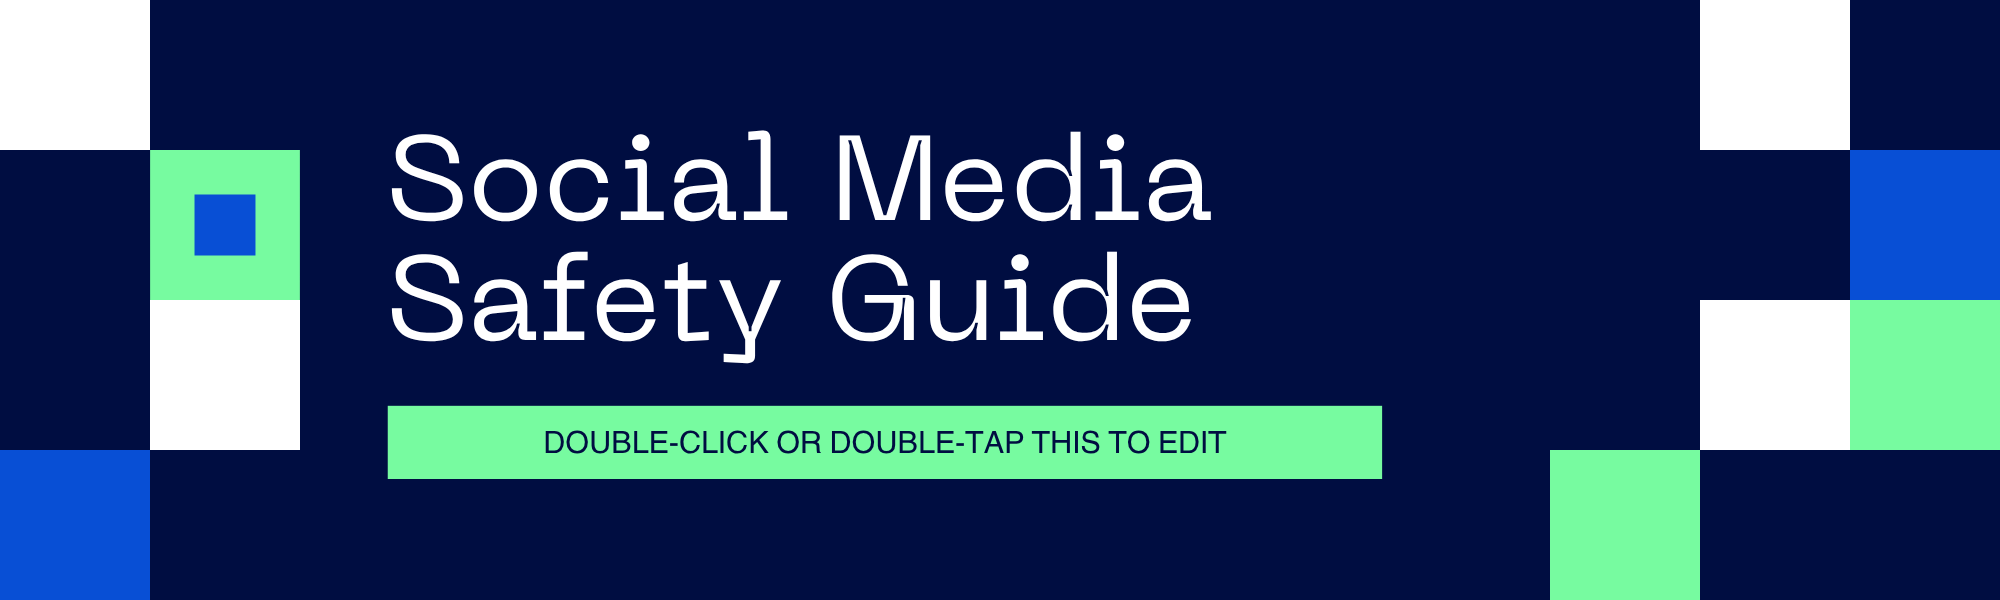 Social Media
Safety Guide
DOUBLE-CLICK OR DOUBLE-TAP THIS TO EDIT